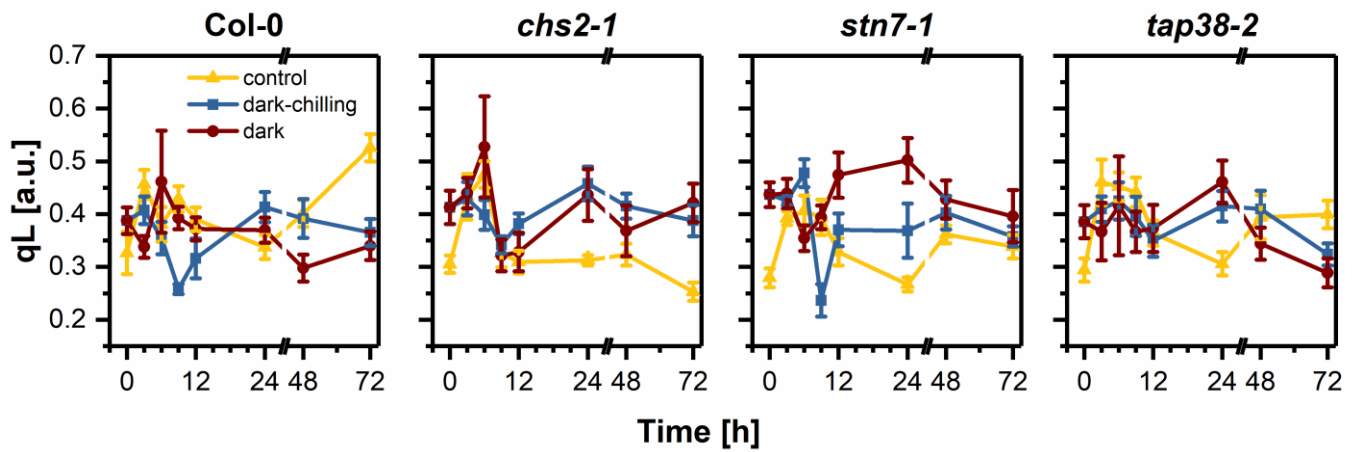 Col-0 chs2-1 stn7-1 tap38-2
0.7
0.6
0.5
0.4
0.3
0.2
qL [a.u.]
control
dark-chilling
dark
0 12 24 48 72 0 12 24 48 72 0 12 24 48 72 0 12 24 48 72
Time [h]